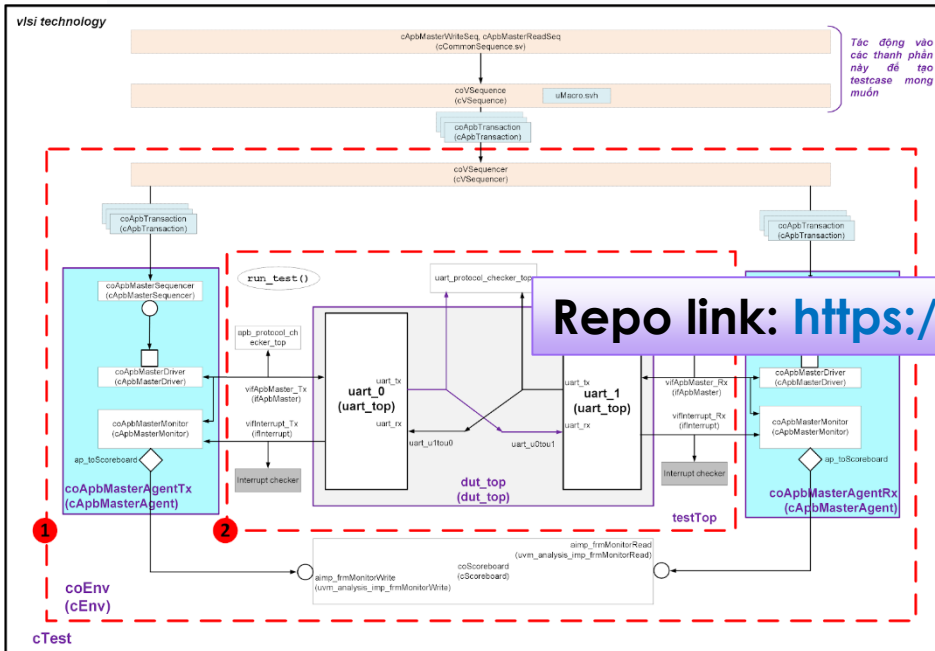 vlsi technology
cApbMasterWriteSeq, cApbMasterReadSeq
(cCommonSequence.sv)
Tác động vào
các thanh phần
này để tạo
testcase mong
muốn
coVSequence
(cVSequence)
uMacro.svh
coApbTransaction
(cApbTransaction)
coVSequencer
(cVSequencer)
coApbTransaction
(cApbTransaction)
coApbTransaction
(cApbTransaction)
run_test()
uart_protocol_checker_top
coApbMasterSequencer
(cApbMasterSequencer)
Repo link: https:/
apb_protocol_ch
ecker_top
coApbMasterDriver
(cApbMasterDriver)
vifApbMaster_Tx
(ifApbMaster)
uart_0
(uart_top)
uart_tx
uart_rx
uart_tx
uart_rx
uart_1
(uart_top)
vifApbMaster_Rx
(ifApbMaster)
coApbMasterDriver
(cApbMasterDriver)
coApbMasterMonitor
(cApbMasterMonitor)
vifInterrupt_Tx
(ifInterrupt)
uart_u1tou0
uart_u0tou1
vifInterrupt_Rx
(ifInterrupt)
coApbMasterMonitor
(cApbMasterMonitor)
ap_toScoreboard
Interrupt checker
dut_top
(dut_top)
Interrupt checker
ap_toScoreboard
coApbMasterAgentTx
(cApbMasterAgent)
coApbMasterAgentRx
(cApbMasterAgent)
testTop
1
2
aimp_frmMonitorRead
(uvm_analysis_imp_frmMonitorRead)
coScoreboard
(cScoreboard)
aimp_frmMonitorWrite
(uvm_analysis_imp_frmMonitorWrite)
coEnv
(cEnv)
cTest